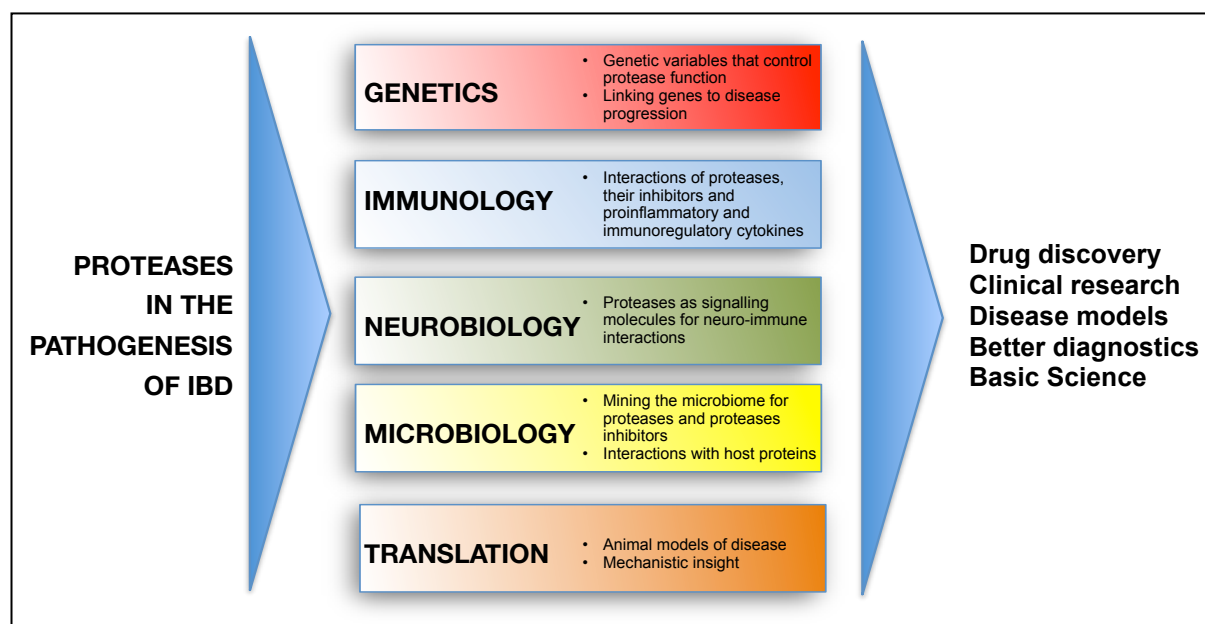 PROTEASES
IN THE
PATHOGENESIS
OF IBD
GENETICS
• Genetic variables that control
protease function
• Linking genes to disease
progression
IMMUNOLOGY
• Interactions of proteases,
their inhibitors and
proinflammatory and
immunoregulatory cytokines
NEUROBIOLOGY
• Proteases as signalling
molecules for neuro-immune
interactions
MICROBIOLOGY
• Mining the microbiome for
proteases and proteases
inhibitors
• Interactions with host proteins
TRANSLATION
• Animal models of disease
• Mechanistic insight
Drug discovery
Clinical research
Disease models
Better diagnostics
Basic Science